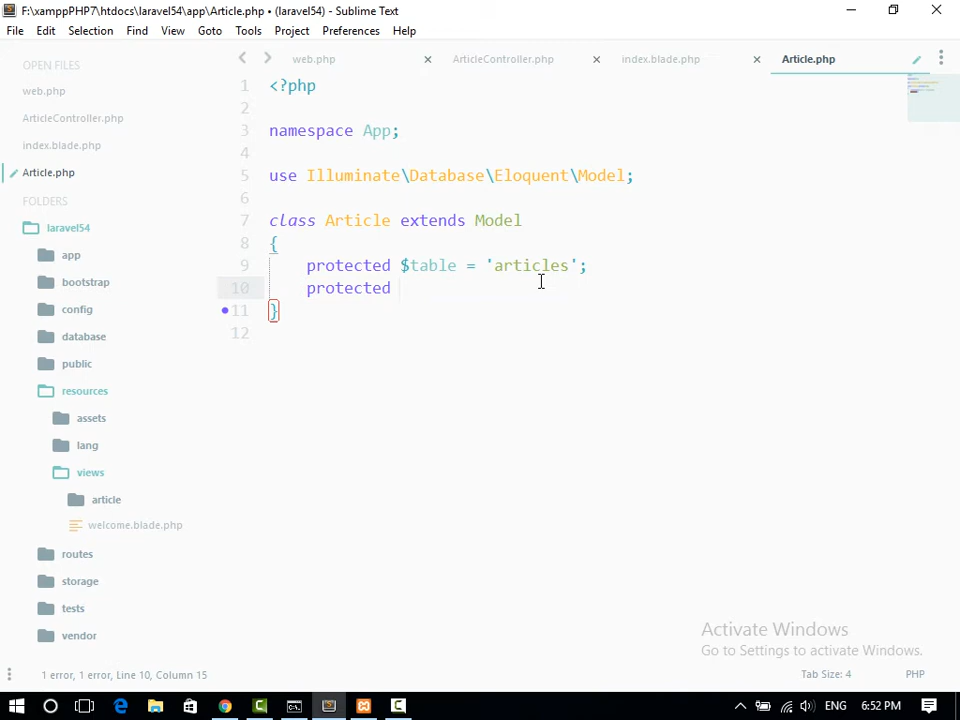 F:\xamppPHP7\htdocs\laravel54\app\Article.php • (laravel54) - Sublime Text
File Edit Selection Find View Goto Tools Project Preferences Help
OPEN FILES
web.php
ArticleController.php
index.blade.php
Article.php
FOLDERS
laravel54
app
bootstrap
config
database
public
resources
assets
lang
views
article
welcome.blade.php
routes
storage
tests
vendor
web.php ArticleController.php index.blade.php Article.php
1 <?php
2
3 namespace App;
4
5 use Illuminate\Database\Eloquent\Model;
6
7 class Article extends Model
8 {
9 protected $table = 'articles';
10 protected
11 }
12
Activate Windows
Go to Settings to activate Windows.
1 error, 1 error, Line 10, Column 15 Tab Size: 4 PHP
ENG 6:52 PM